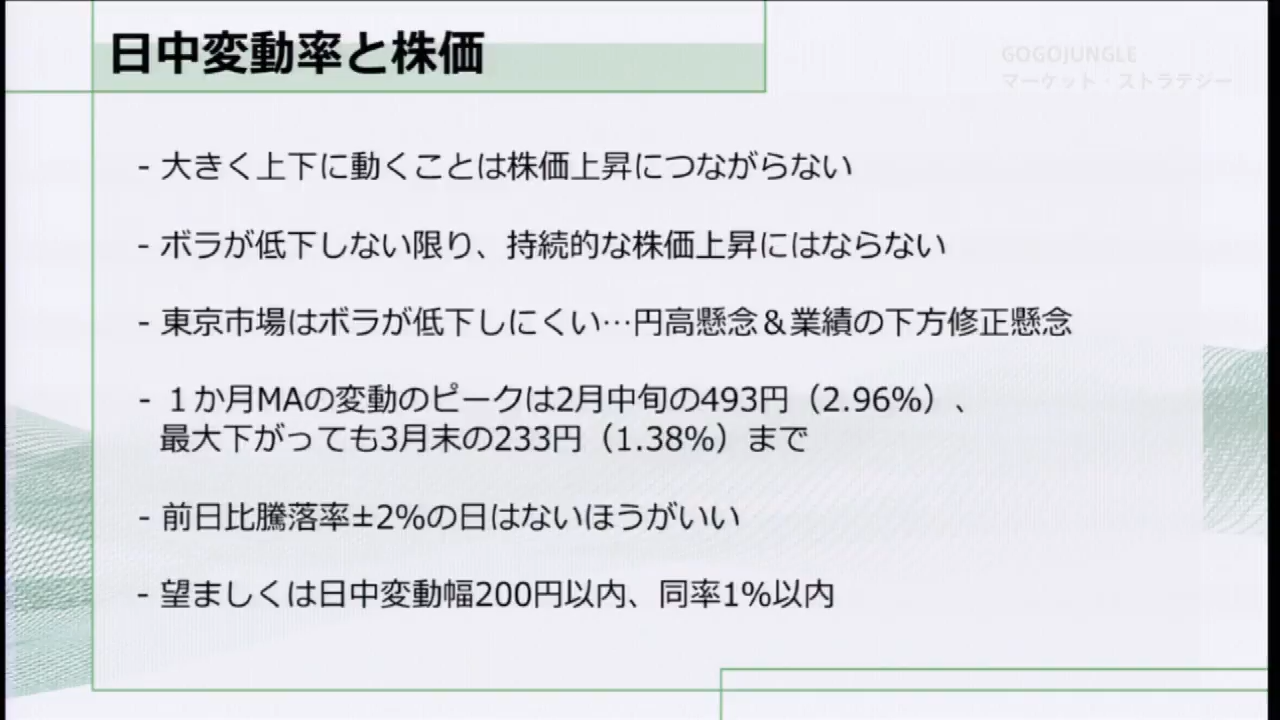 日中変動率と株価
GOGOJUNGLE
マーケット・ストラテジー
- 大きく上下に動くことは株価上昇につながらない
- ボラが低下しない限り、持続的な株価上昇にはならない
- 東京市場はボラが低下しにくい…円高懸念＆業績の下方修正懸念
- １か月MAの変動のピークは2月中旬の493円（2.96%）、
最大下がっても3月末の233円（1.38%）まで
- 前日比騰落率±2%の日はないほうがいい
- 望ましくは日中変動幅200円以内、同率1%以内